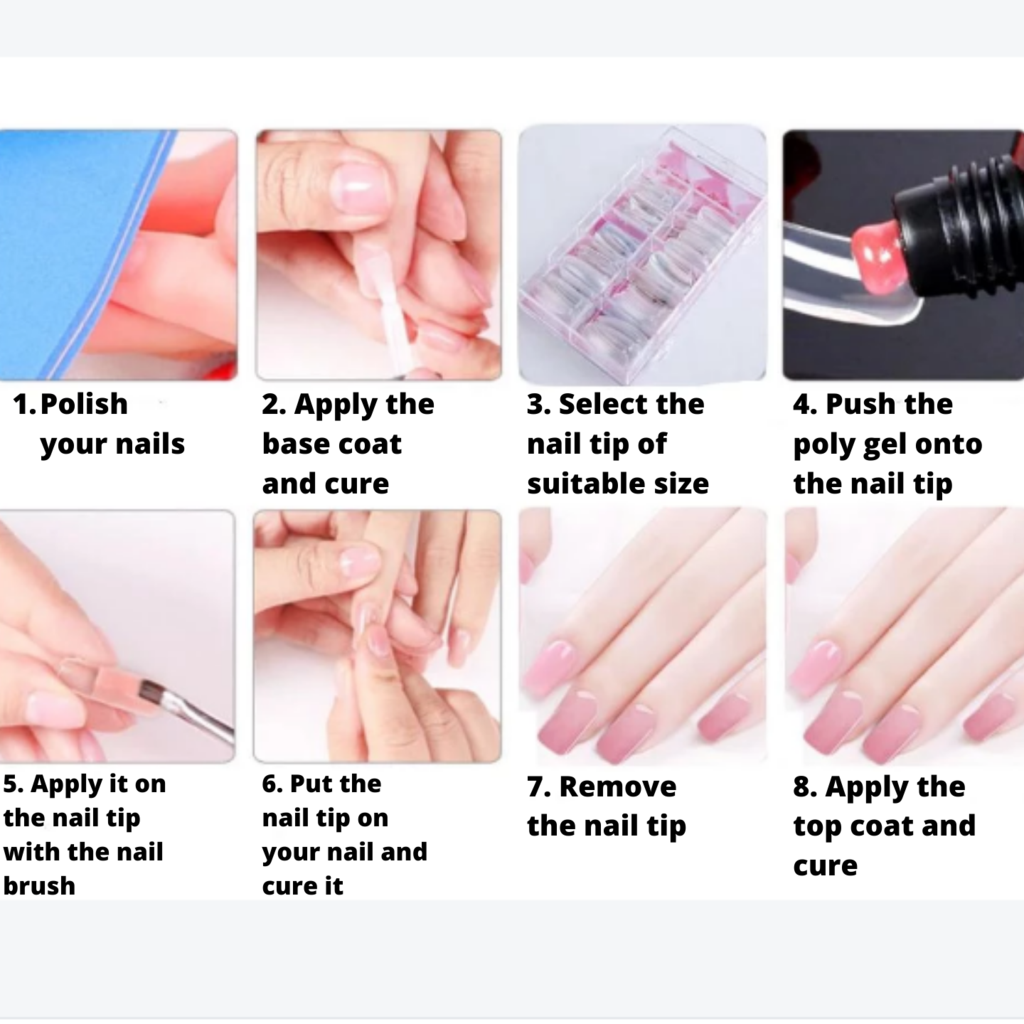 1. Polish
your nails
2. Apply the
base coat
and cure
3. Select the
nail tip of
suitable size
4. Push the
poly gel onto
the nail tip
5. Apply it on
the nail tip
with the nail
brush
6. Put the
nail tip on
your nail and
cure it
7. Remove
the nail tip
8. Apply the
top coat and
cure